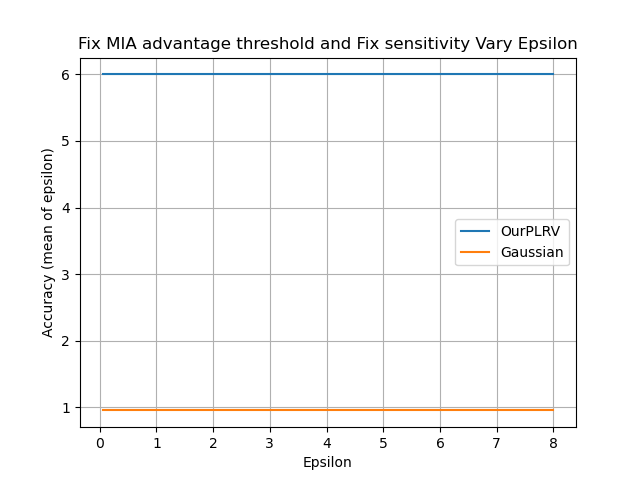 Fix MIA advantage threshold and Fix sensitivity Vary Epsilon
Accuracy (mean of epsilon)
6
5
4
3
2
1
OurPLRV
Gaussian
0 1 2 3 4 5 6 7 8
Epsilon